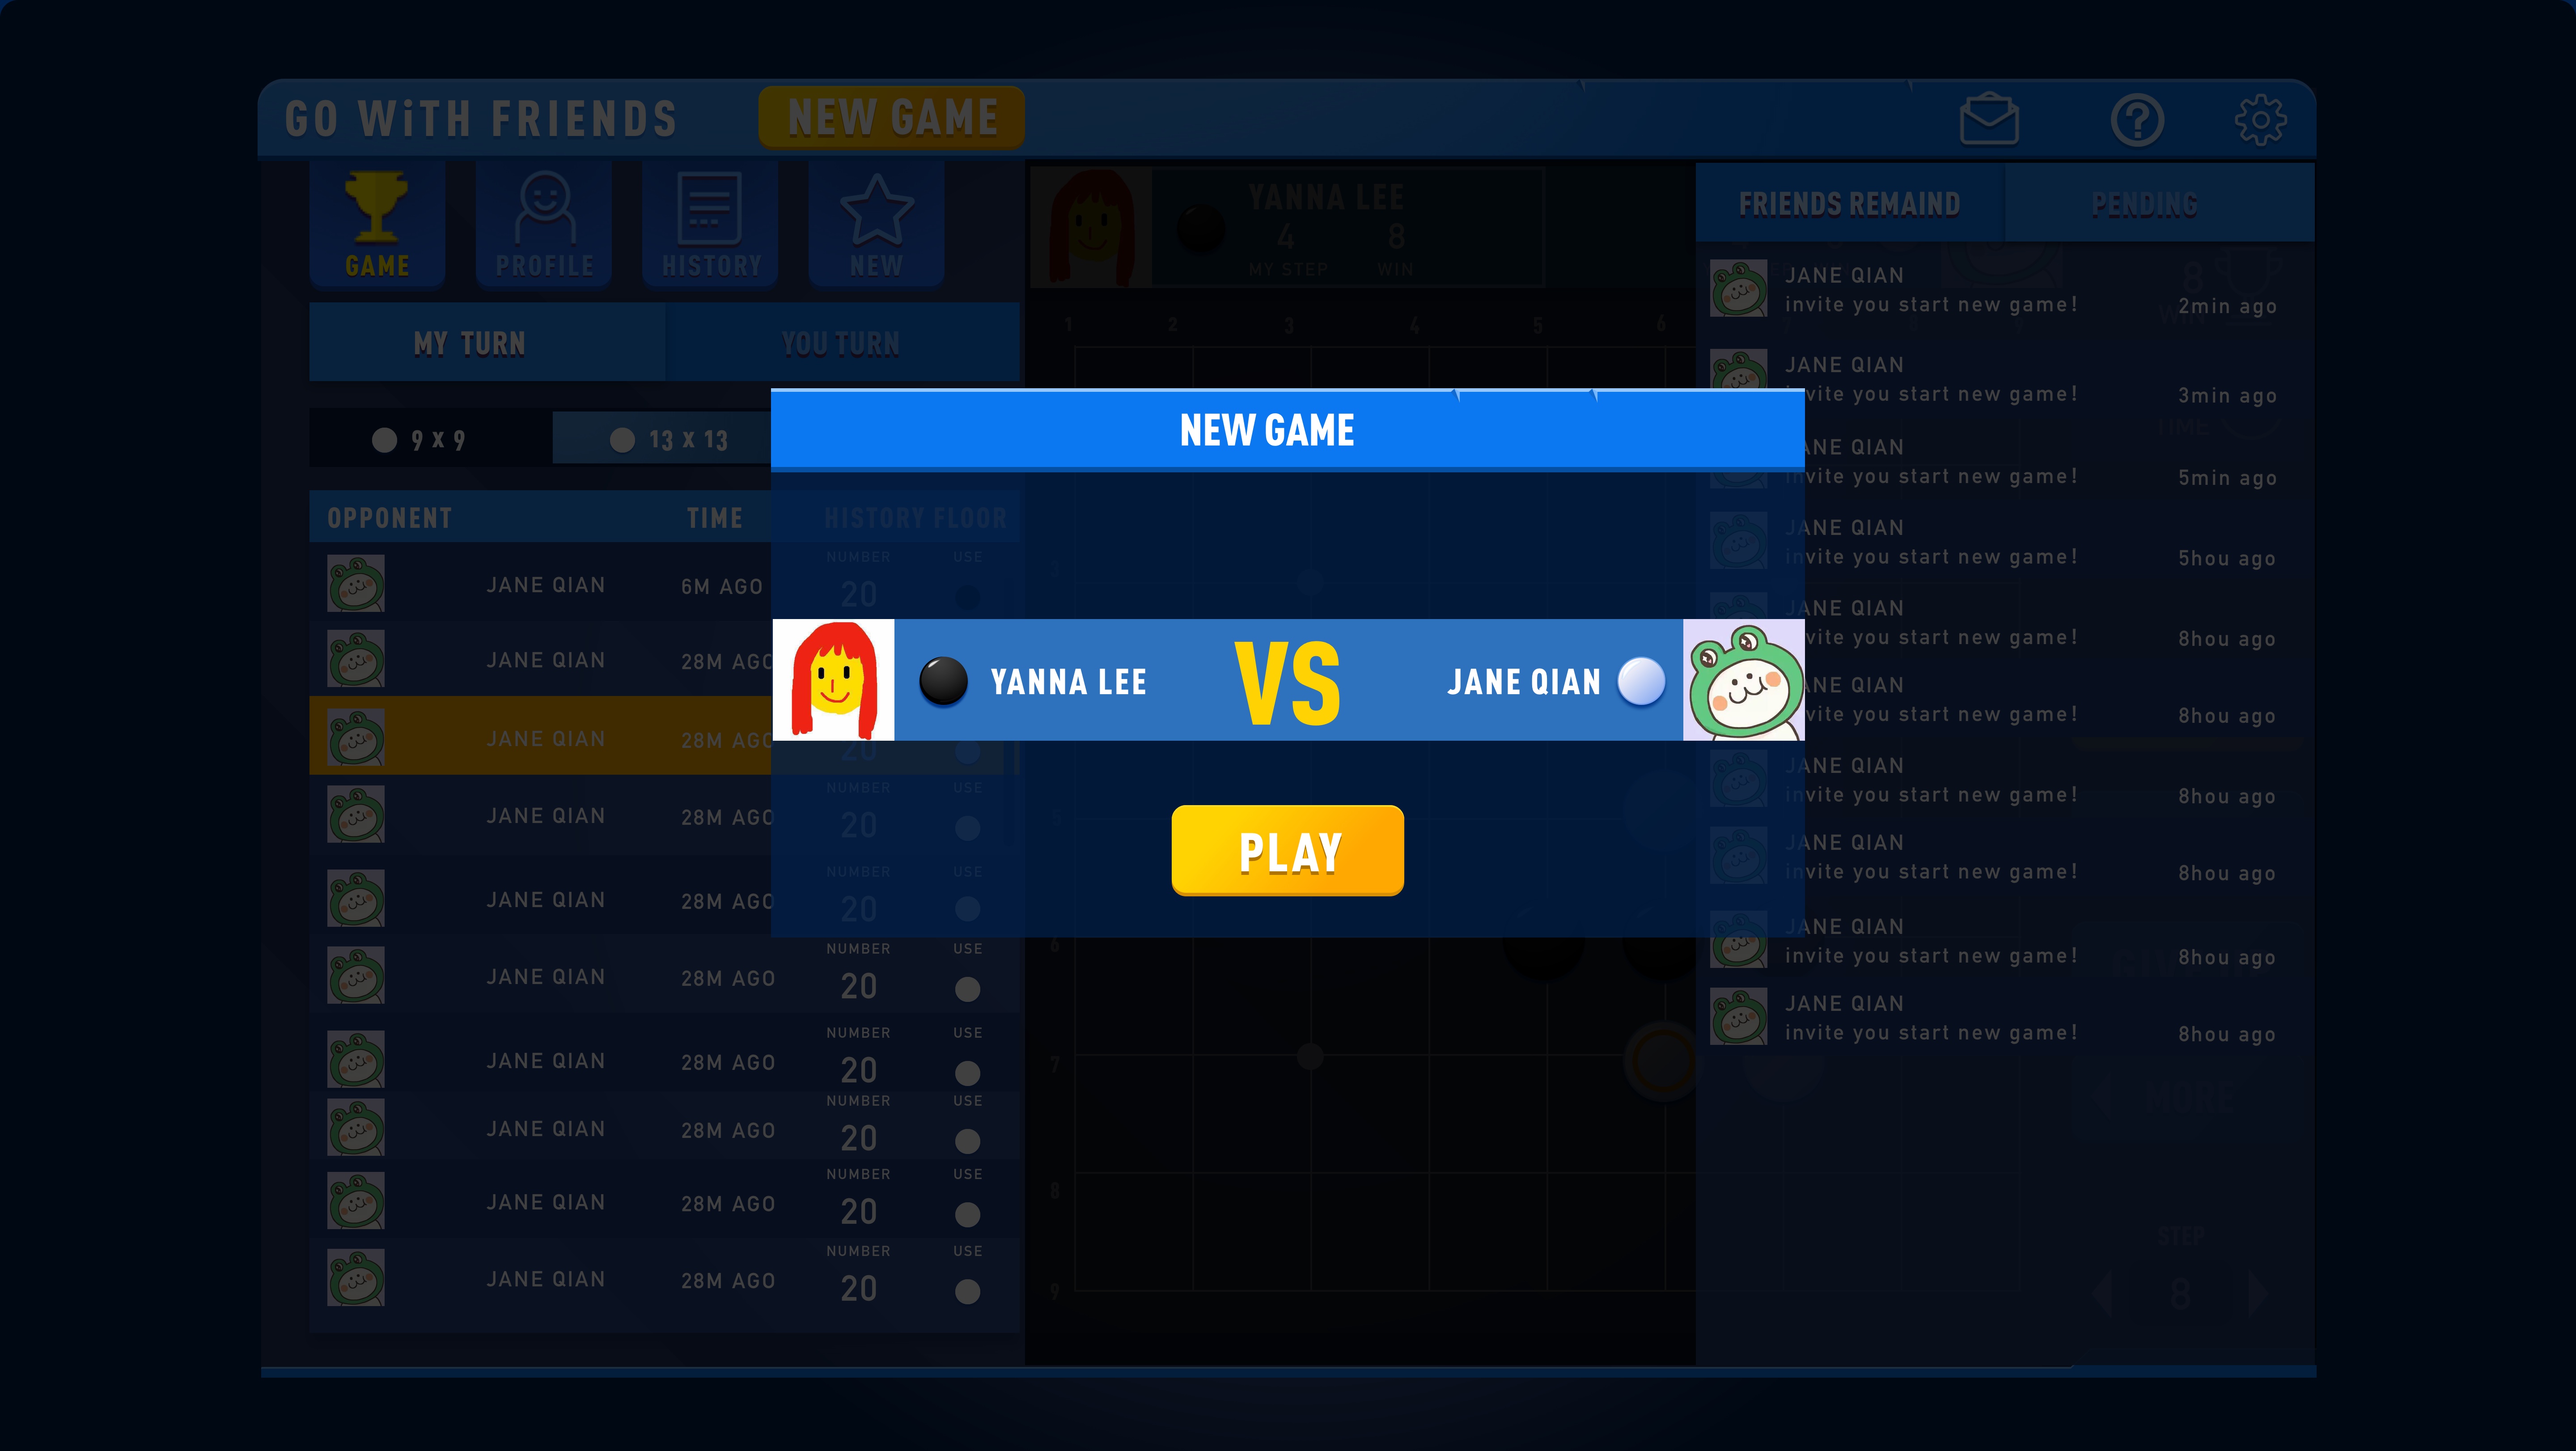 GO WiTH FRIENDS
NEW GAME
GAME
PROFILE
HISTORY
NEW
YANNA LEE
4 8
MY STEP WIN
FRIENDS REMAIND
PENDING
MY TURN
YOU TURN
9 X 9
13 X 13
1 2 3 4 5 6
OPPONENT TIME HISTORY FLOOR
NUMBER USE
JANE QIAN 6M AGO 20
JANE QIAN 28M AGO
JANE QIAN 28M AGO 20
NUMBER USE
JANE QIAN 28M AGO 20
NUMBER USE
JANE QIAN 28M AGO 20
NUMBER USE
JANE QIAN 28M AGO 20
NUMBER USE
JANE QIAN 28M AGO 20
NUMBER USE
JANE QIAN 28M AGO 20
NUMBER USE
JANE QIAN 28M AGO 20
NUMBER USE
JANE QIAN 28M AGO 20
NEW GAME
YANNA LEE
VS
JANE QIAN
PLAY
5
6
7
8
9
JANE QIAN
invite you start new game! 2min ago
JANE QIAN
invite you start new game! 3min ago
JANE QIAN
invite you start new game! 5min ago
JANE QIAN
invite you start new game! 5hou ago
JANE QIAN
invite you start new game! 8hou ago
JANE QIAN
invite you start new game! 8hou ago
JANE QIAN
invite you start new game! 8hou ago
JANE QIAN
invite you start new game! 8hou ago
JANE QIAN
invite you start new game! 8hou ago
JANE QIAN
invite you start new game! 8hou ago
8
TIME
MORE
STEP
8